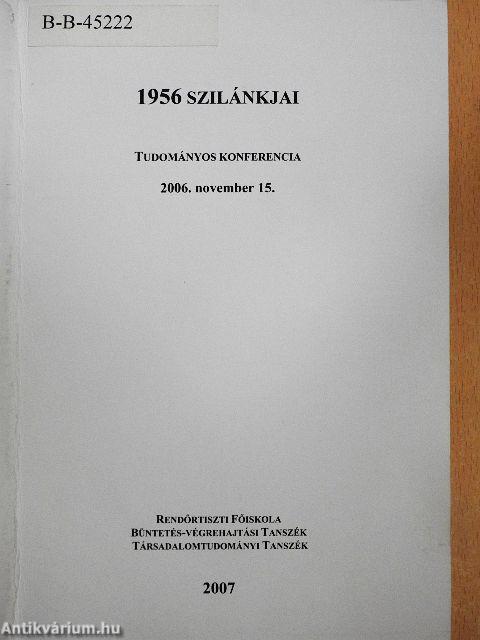 B-B-45222
1956 SZILÁNKJAI
TUDOMÁNYOS KONFERENCIA
2006. november 15.
RENDŐRTISZTI FŐISKOLA
BÜNTETÉS-VÉGREHAJTÁSI TANSZÉK
TÁRSADALOMTUDOMÁNYI TANSZÉK
2007
Antikvárium.hu